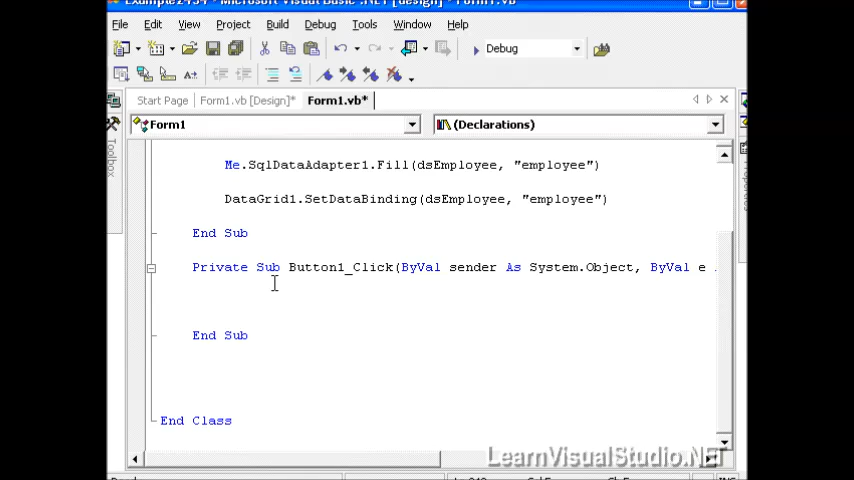 Microsoft Visual Basic .NET [design] - Form1.vb
File Edit View Project Build Debug Tools Window Help
Debug
Start Page Form1.vb [Design]* Form1.vb*
Form1 (Declarations)
Toolbox
Me.SqlDataAdapter1.Fill(dsEmployee, "employee")
DataGrid1.SetDataBinding(dsEmployee, "employee")
End Sub
Private Sub Button1_Click(ByVal sender As System.Object, ByVal e
End Sub
End Class
LearnVisualStudio.NET